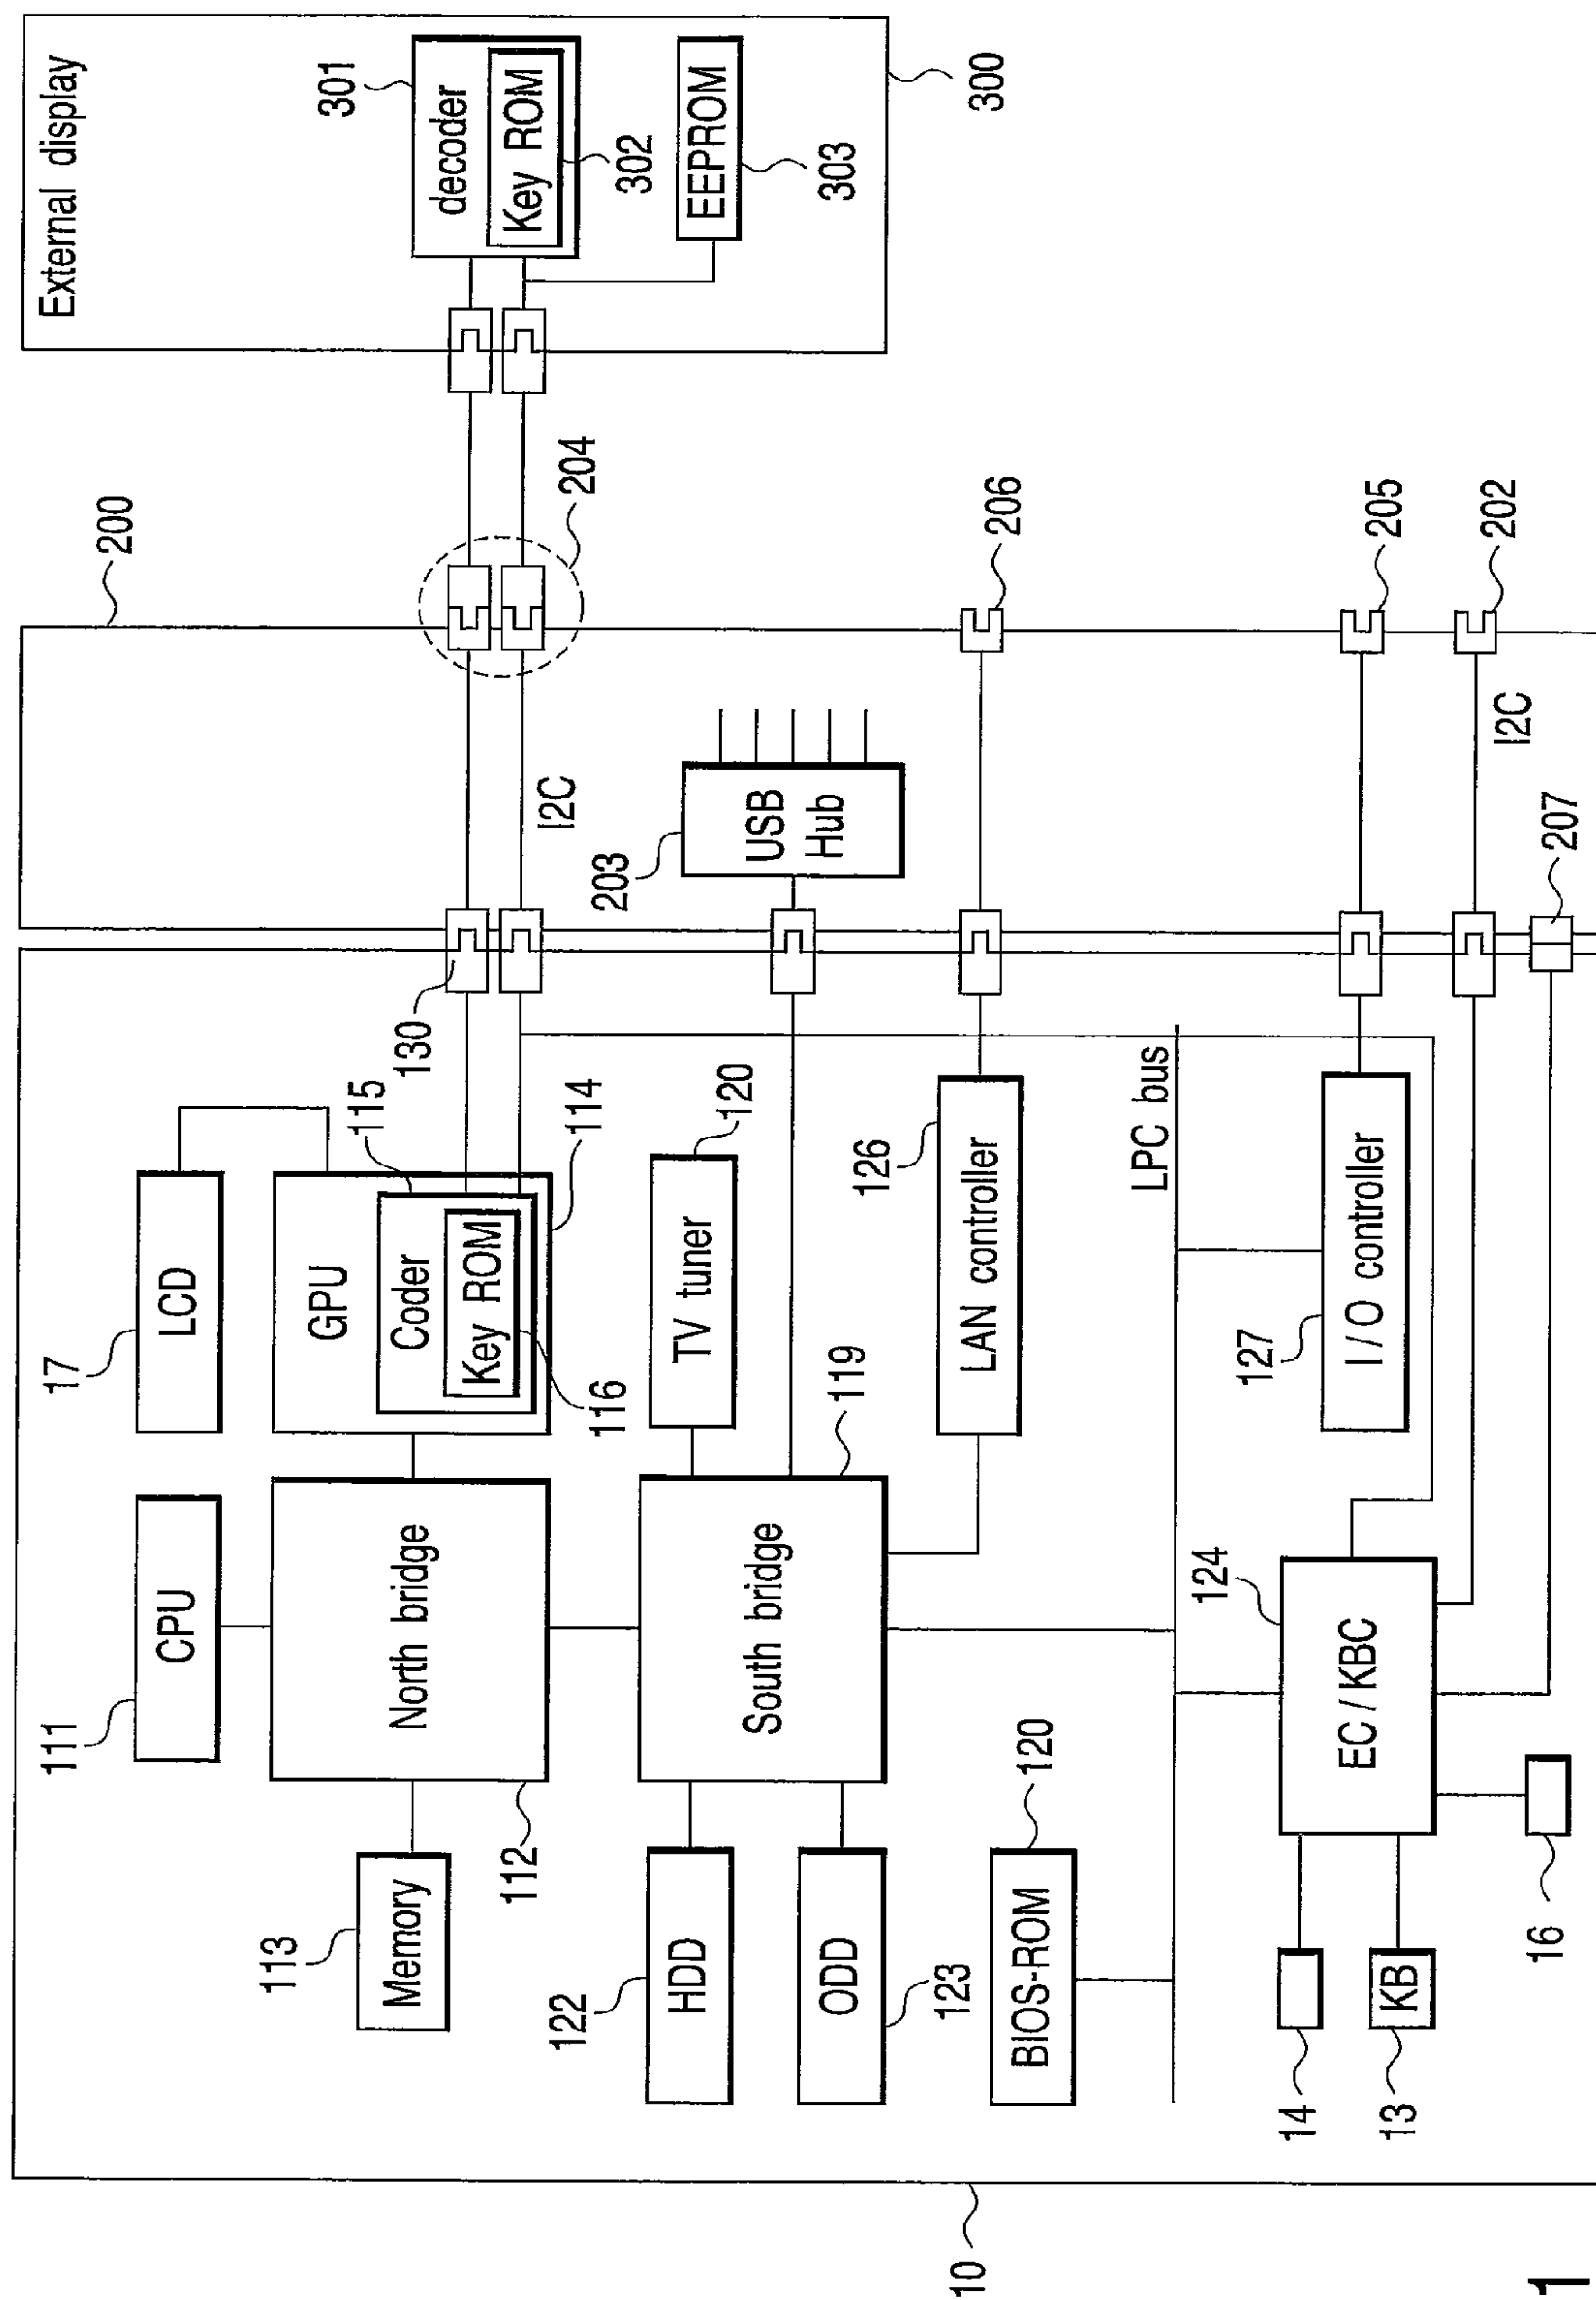 External display
301
decoder
Key ROM
302
EEPROM
303
300
200
204
206
205
202
I2C
I2C
203
USB
Hub
207
130
17
LCD
GPU
115
Coder
Key ROM
116
114
120
TV tuner
126
LAN controller
LPC bus
127
I / O controller
111
CPU
North bridge
112
113
Memory
119
South bridge
122
HDD
ODD
123
120
BIOS-ROM
124
EC / KBC
14
KB
13
16
10
1